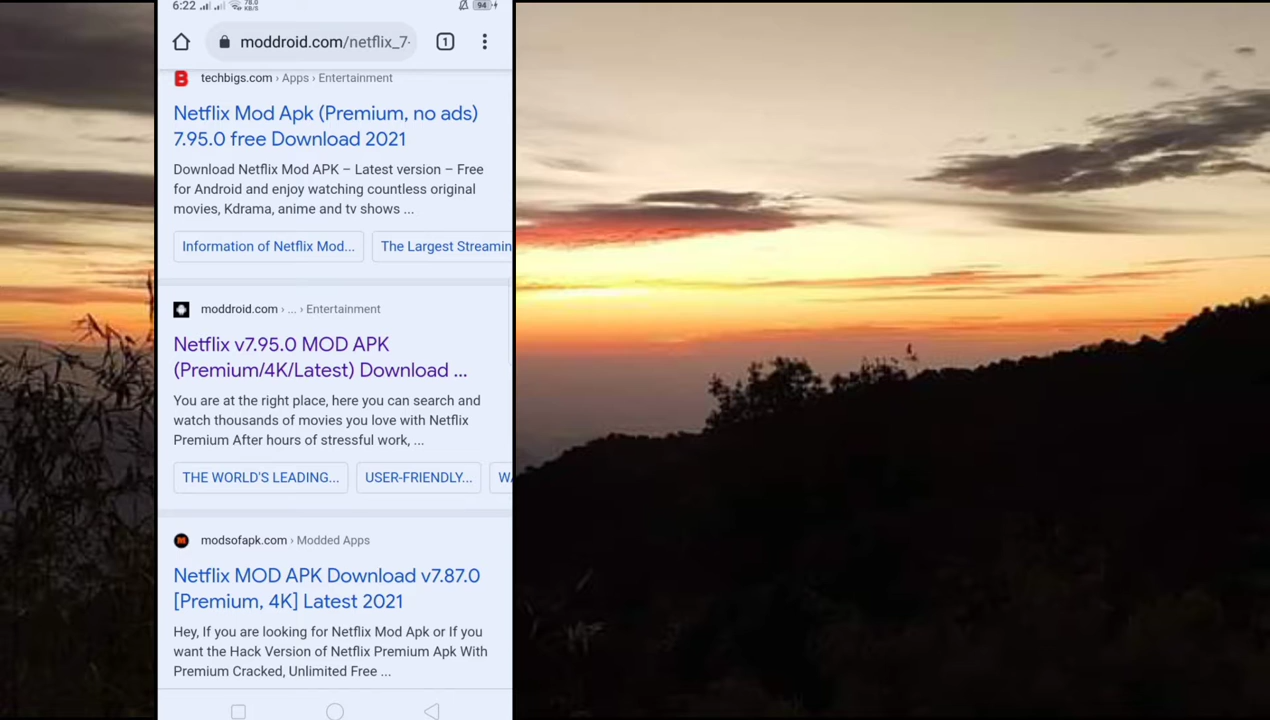 6:22 78.0 KB/S 94
moddroid.com/netflix_7-
1
techbigs.com › Apps › Entertainment
Netflix Mod Apk (Premium, no ads)
7.95.0 free Download 2021
Download Netflix Mod APK – Latest version – Free
for Android and enjoy watching countless original
movies, Kdrama, anime and tv shows ...
Information of Netflix Mod... The Largest Streamin
moddroid.com › ... › Entertainment
Netflix v7.95.0 MOD APK
(Premium/4K/Latest) Download ...
You are at the right place, here you can search and
watch thousands of movies you love with Netflix
Premium After hours of stressful work, ...
THE WORLD'S LEADING... USER-FRIENDLY... WA
modsofapk.com › Modded Apps
Netflix MOD APK Download v7.87.0
[Premium, 4K] Latest 2021
Hey, If you are looking for Netflix Mod Apk or If you
want the Hack Version of Netflix Premium Apk With
Premium Cracked, Unlimited Free ...